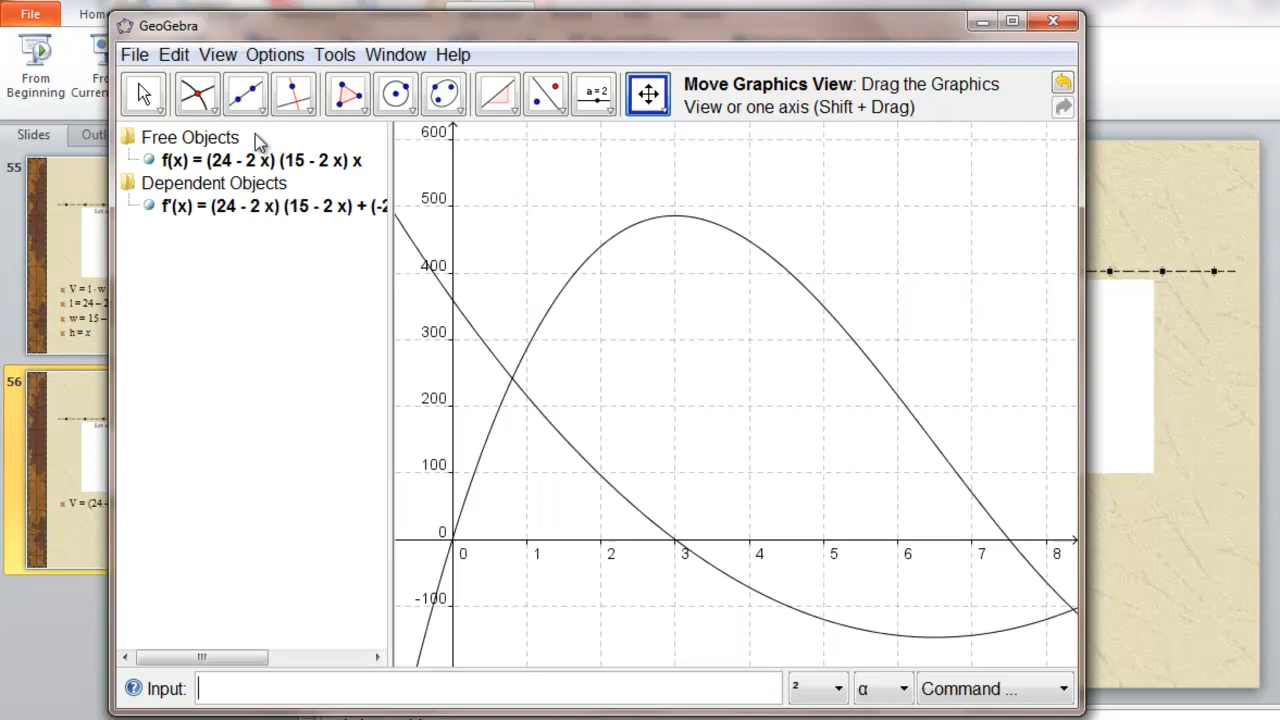 File
Home
GeoGebra
File Edit View Options Tools Window Help
From
Beginning
Curren
a = 2
Move Graphics View: Drag the Graphics
View or one axis (Shift + Drag)
Slides
Outl
Free Objects
f(x) = (24 - 2 x) (15 - 2 x) x
Dependent Objects
f'(x) = (24 - 2 x) (15 - 2 x) + (-2
600
500
400
300
200
100
0
-100
0 1 2 3 4 5 6 7 8
55
V = l · w
l = 24 – 2
w = 15 –
h = x
56
V = (24 -
Input:
²
α
Command ...